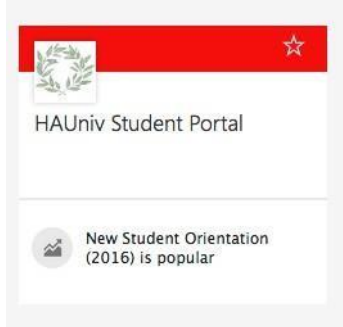 HAUniv Student Portal
New Student Orientation
(2016) is popular